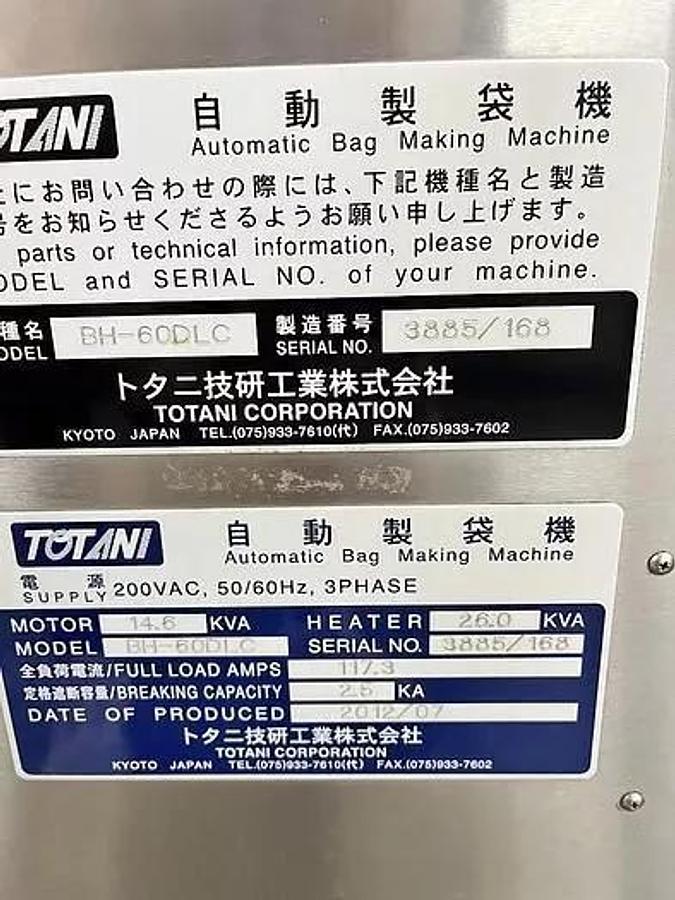 TOTANI 自動製袋機
Automatic Bag Making Machine
にお問い合わせの際には、下記機種名と製造
をお知らせくださるようお願い申し上げます。
parts or technical information, please provide
MODEL and SERIAL NO. of your machine.
種名 BH-60DLC 製造番号 3885/168
MODEL SERIAL NO.
トタニ技研工業株式会社
TOTANI CORPORATION
KYOTO JAPAN TEL.(075)933-7610(代) FAX.(075)933-7602
TOTANI 自動製袋機
Automatic Bag Making Machine
電源
SUPPLY 200VAC, 50/60Hz, 3PHASE
MOTOR 14.6 KVA HEATER 26.0 KVA
MODEL BH-60DLC SERIAL NO. 3885/168
全負荷電流/FULL LOAD AMPS 117.3
定格遮断容量/BREAKING CAPACITY 2.5 KA
DATE OF PRODUCED 2012/07
トタニ技研工業株式会社
TOTANI CORPORATION
KYOTO JAPAN TEL.(075)933-7610(代) FAX.(075)933-7602